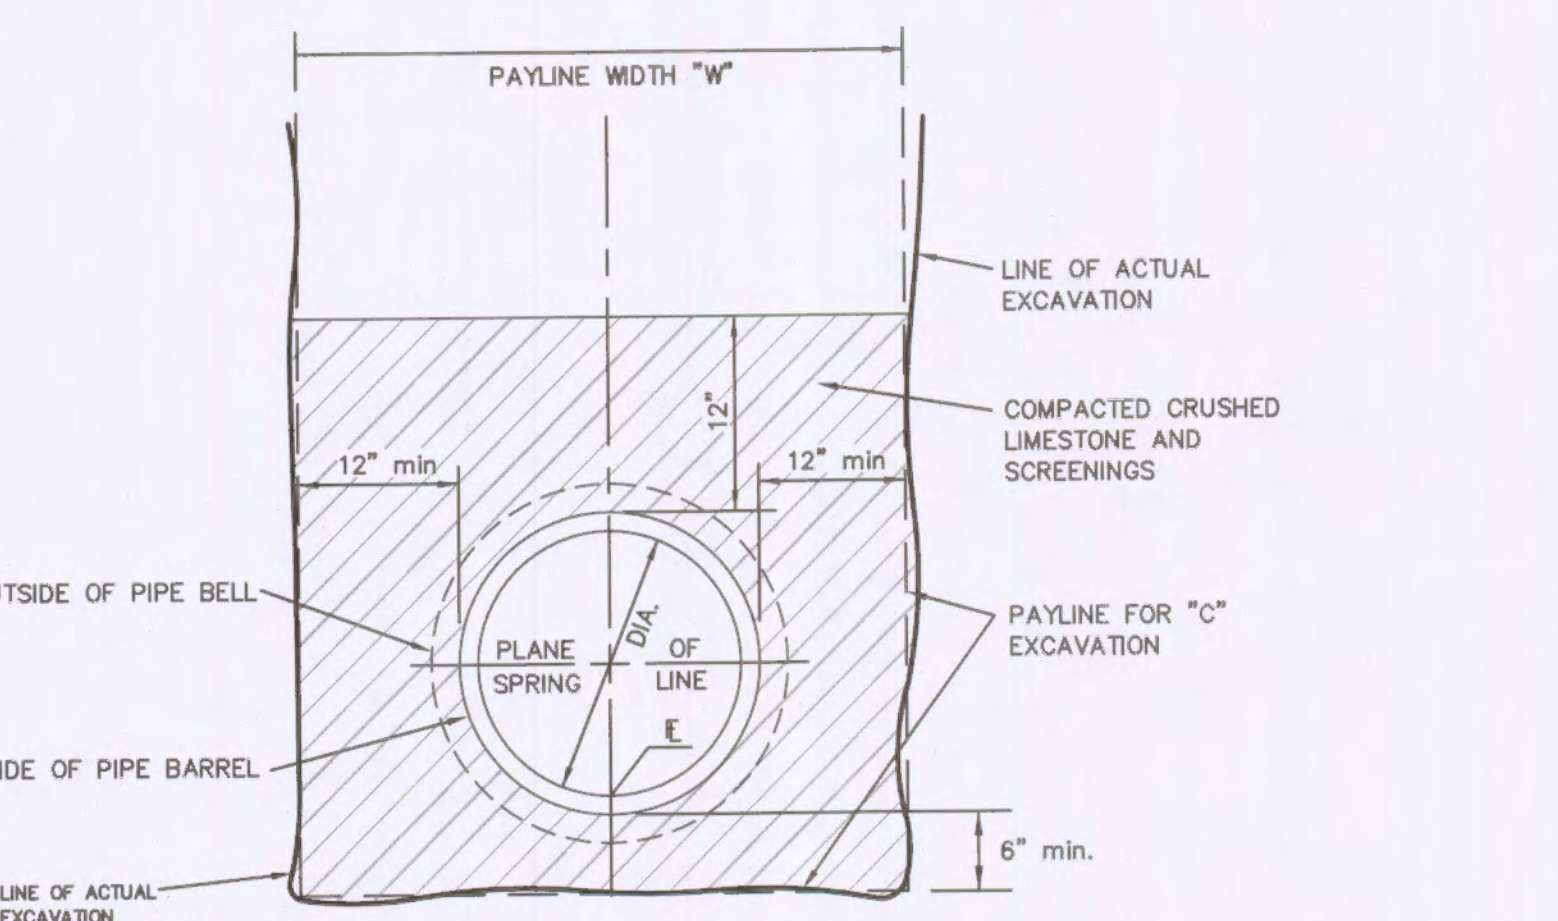 PAYLINE WIDTH "W"
LINE OF ACTUAL
EXCAVATION
12"
COMPACTED CRUSHED
LIMESTONE AND
SCREENINGS
12" min
12" min
UTSIDE OF PIPE BELL
DIA.
PAYLINE FOR "C"
EXCAVATION
PLANE OF
SPRING LINE
IDE OF PIPE BARREL
6" min.
LINE OF ACTUAL
EXCAVATION